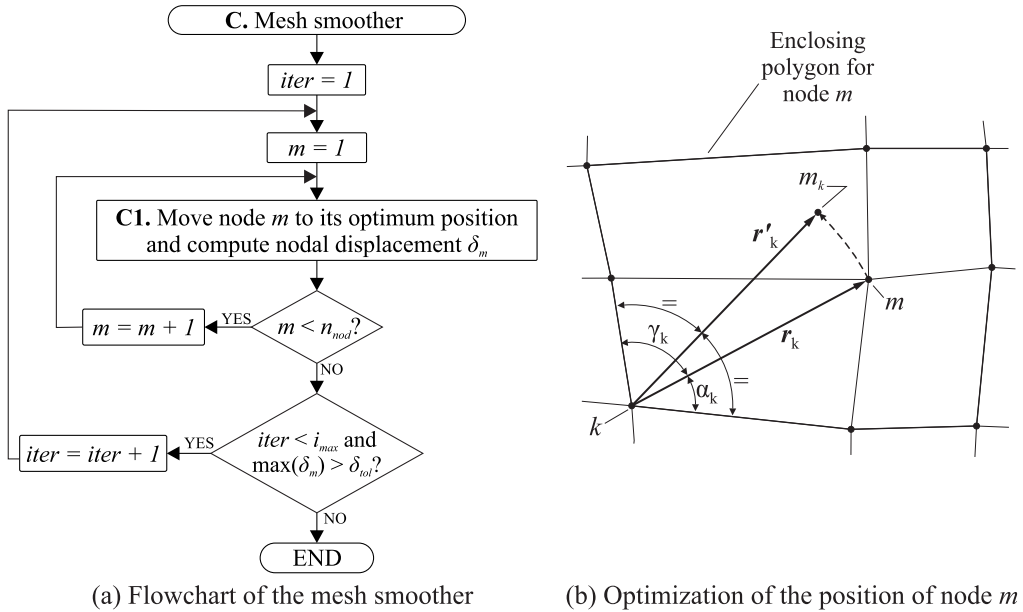 C. Mesh smoother
iter = 1
m = 1
C1. Move node m to its optimum position
and compute nodal displacement δm
m < nnod?
YES
m = m + 1
NO
iter < imax and
max(δm) > δtol?
YES
iter = iter + 1
NO
END
(a) Flowchart of the mesh smoother
Enclosing
polygon for
node m
mk
r'k
m
rk
=
γk
αk
=
k
(b) Optimization of the position of node m